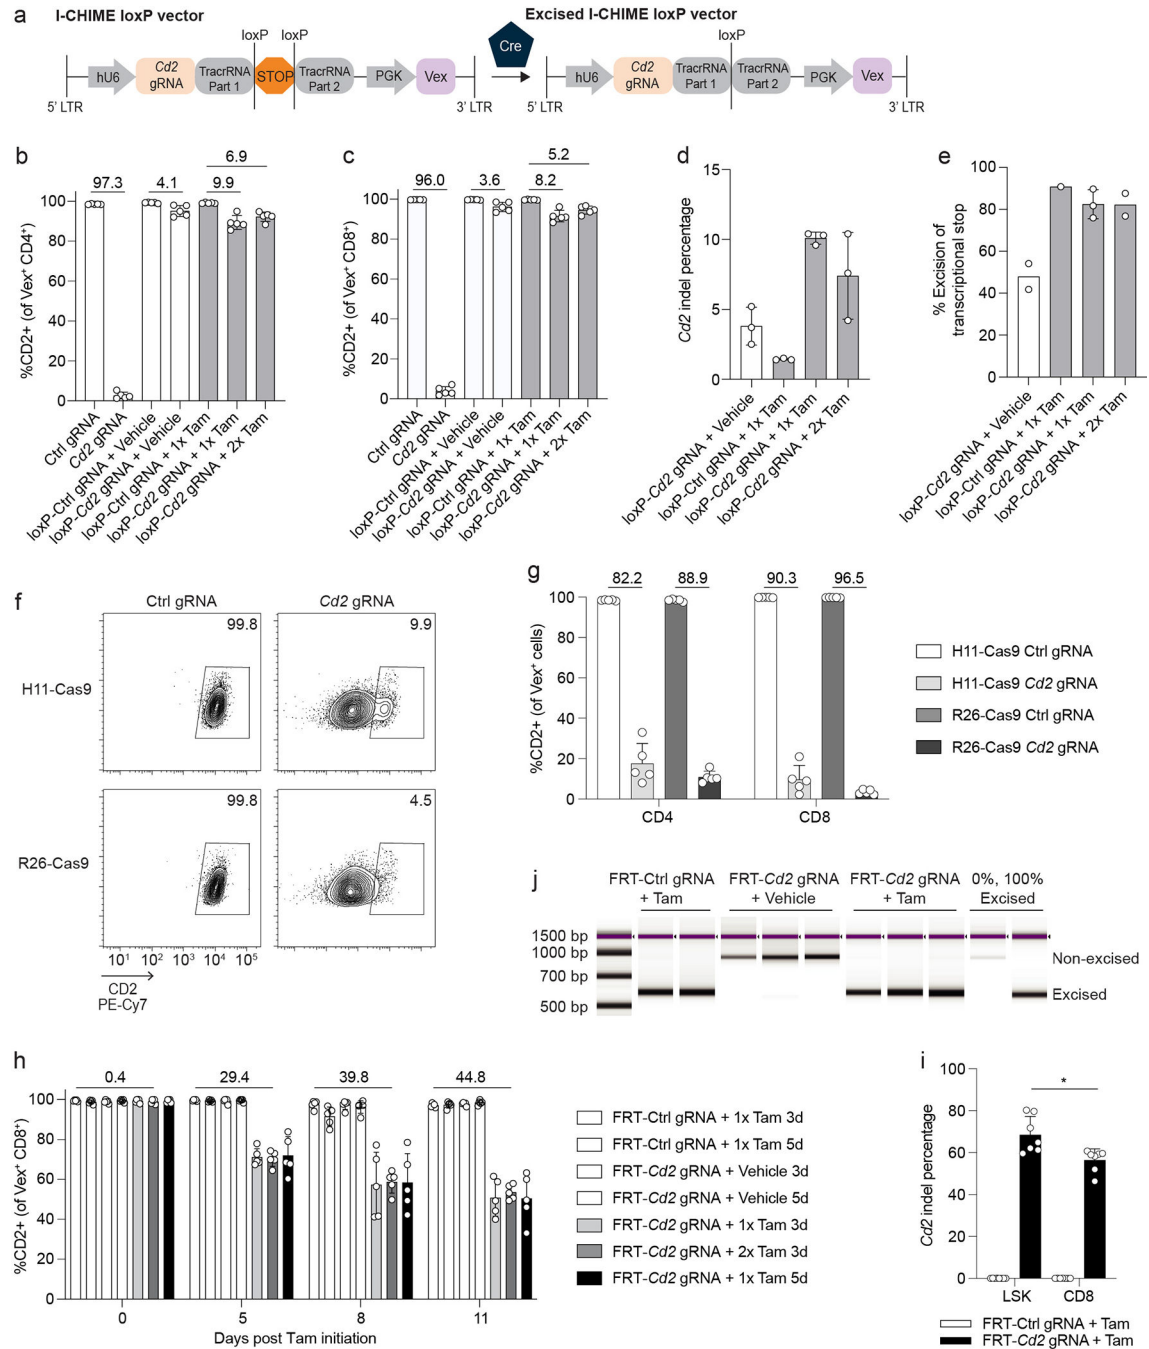 a
I-CHIME loxP vector
Excised I-CHIME loxP vector
loxP loxP
Cre
loxP
hU6
Cd2
gRNA
TracrRNA
Part 1
STOP
TracrRNA
Part 2
PGK
Vex
hU6
Cd2
gRNA
TracrRNA
Part 1
TracrRNA
Part 2
PGK
Vex
5' LTR
3' LTR
5' LTR
3' LTR
b
6.9
97.3
4.1
9.9
%CD2+ (of Vex⁺ CD4⁺)
100
80
60
40
20
0
Ctrl gRNA
Cd2 gRNA
loxP-Ctrl gRNA + Vehicle
loxP-Cd2 gRNA + Vehicle
loxP-Ctrl gRNA + 1x Tam
loxP-Cd2 gRNA + 1x Tam
loxP-Cd2 gRNA + 2x Tam
c
5.2
96.0
3.6
8.2
%CD2+ (of Vex⁺ CD8⁺)
100
80
60
40
20
0
Ctrl gRNA
Cd2 gRNA
loxP-Ctrl gRNA + Vehicle
loxP-Cd2 gRNA + Vehicle
loxP-Ctrl gRNA + 1x Tam
loxP-Cd2 gRNA + 1x Tam
loxP-Cd2 gRNA + 2x Tam
d
Cd2 indel percentage
15
10
5
0
loxP-Cd2 gRNA + Vehicle
loxP-Ctrl gRNA + 1x Tam
loxP-Cd2 gRNA + 1x Tam
loxP-Cd2 gRNA + 2x Tam
e
% Excision of
transcriptional stop
100
80
60
40
20
0
loxP-Cd2 gRNA + Vehicle
loxP-Ctrl gRNA + 1x Tam
loxP-Cd2 gRNA + 1x Tam
loxP-Cd2 gRNA + 2x Tam
f
Ctrl gRNA
Cd2 gRNA
H11-Cas9
99.8
9.9
R26-Cas9
99.8
4.5
10¹ 10² 10³ 10⁴ 10⁵
10¹ 10² 10³ 10⁴ 10⁵
CD2
PE-Cy7
g
82.2
88.9
90.3
96.5
%CD2+ (of Vex⁺ cells)
100
80
60
40
20
0
CD4
CD8
H11-Cas9 Ctrl gRNA
H11-Cas9 Cd2 gRNA
R26-Cas9 Ctrl gRNA
R26-Cas9 Cd2 gRNA
j
FRT-Ctrl gRNA
+ Tam
FRT-Cd2 gRNA
+ Vehicle
FRT-Cd2 gRNA
+ Tam
0%, 100%
Excised
1500 bp
1000 bp
700 bp
500 bp
Non-excised
Excised
h
0.4
29.4
39.8
44.8
%CD2+ (of Vex⁺ CD8⁺)
100
80
60
40
20
0
0
5
8
11
Days post Tam initiation
FRT-Ctrl gRNA + 1x Tam 3d
FRT-Ctrl gRNA + 1x Tam 5d
FRT-Cd2 gRNA + Vehicle 3d
FRT-Cd2 gRNA + Vehicle 5d
FRT-Cd2 gRNA + 1x Tam 3d
FRT-Cd2 gRNA + 2x Tam 3d
FRT-Cd2 gRNA + 1x Tam 5d
i
*
Cd2 indel percentage
100
80
60
40
20
0
LSK
CD8
FRT-Ctrl gRNA + Tam
FRT-Cd2 gRNA + Tam